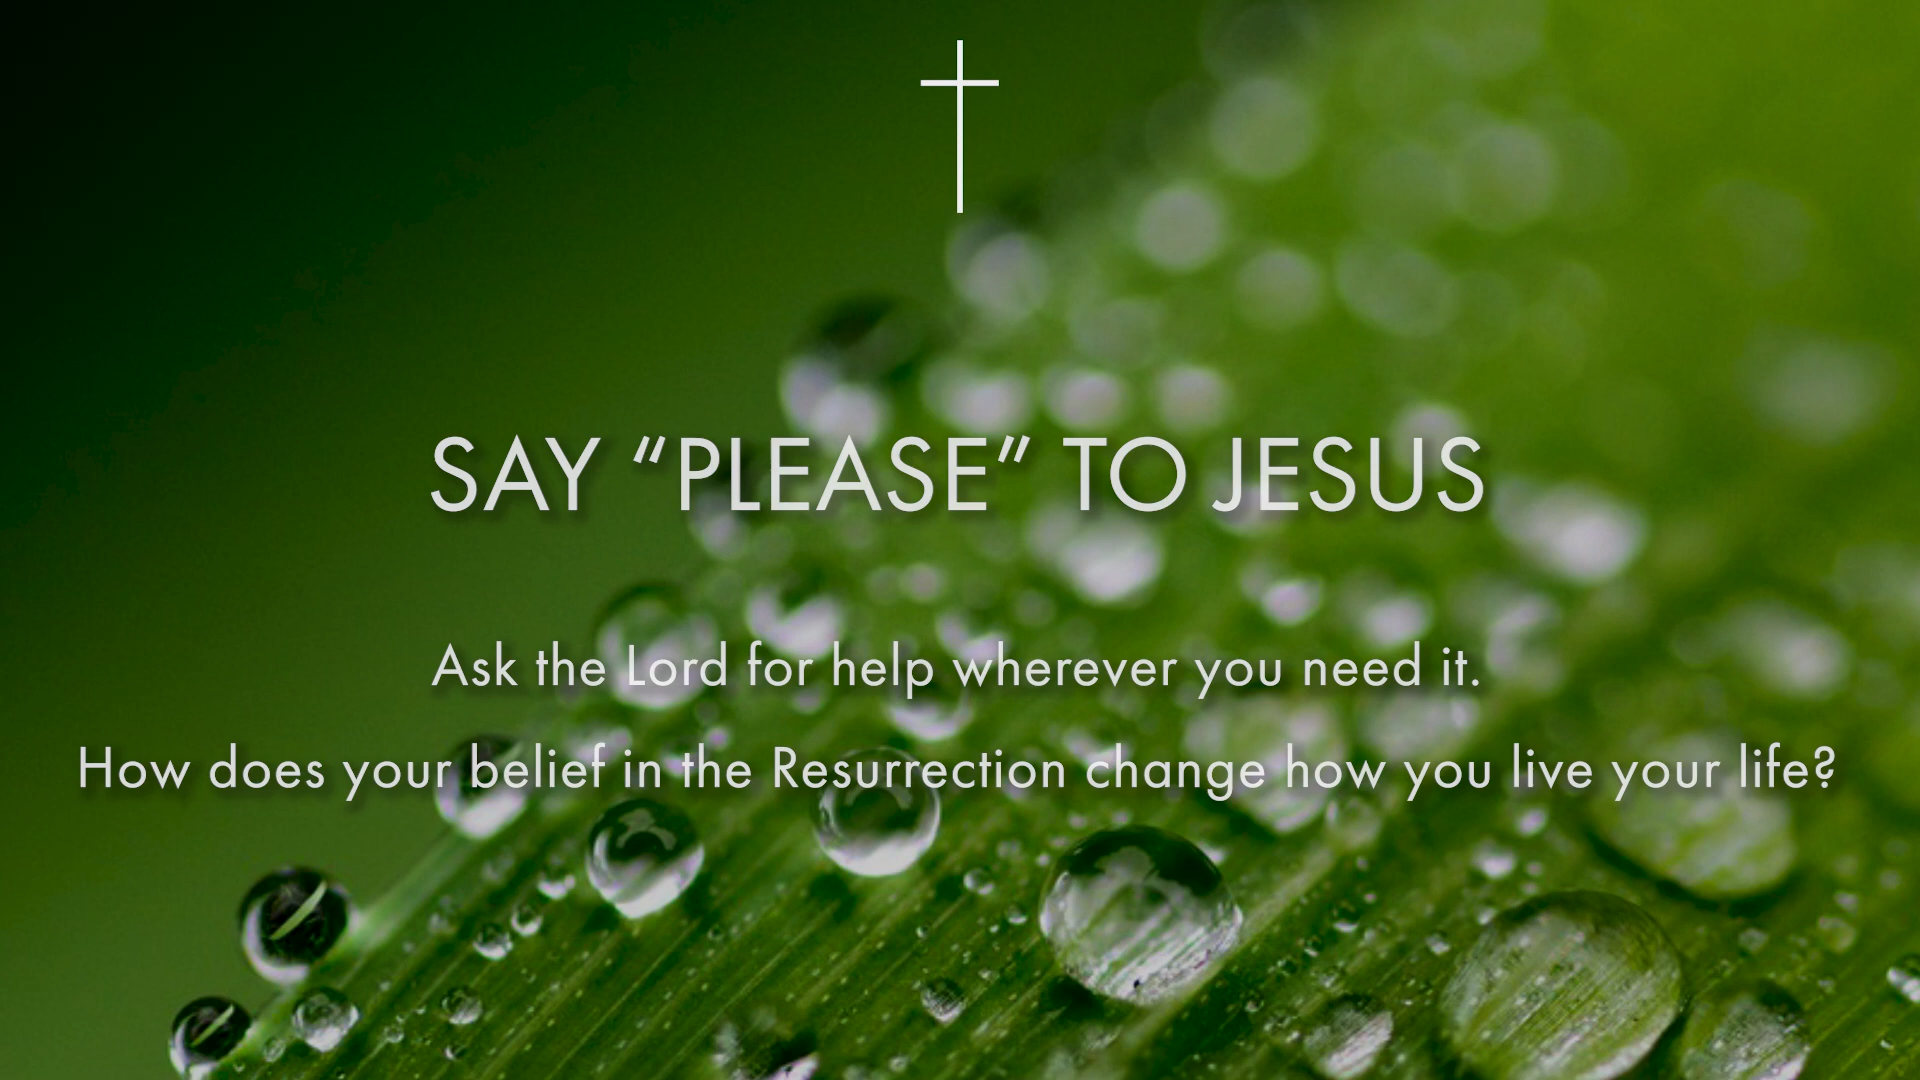 SAY “PLEASE” TO JESUS
Ask the Lord for help wherever you need it.
How does your belief in the Resurrection change how you live your life?